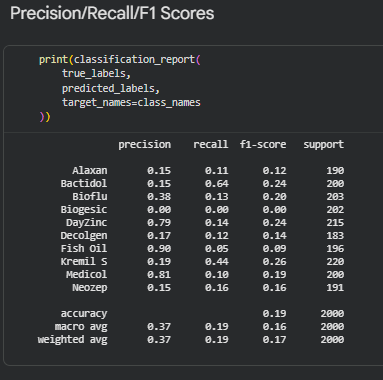 Precision/Recall/F1 Scores
print(classification_report(
true_labels,
predicted_labels,
target_names=class_names
))
precision recall f1-score support
Alaxan 0.15 0.11 0.12 190
Bactidol 0.15 0.64 0.24 200
Bioflu 0.38 0.13 0.20 203
Biogesic 0.00 0.00 0.00 202
DayZinc 0.79 0.14 0.24 215
Decolgen 0.17 0.12 0.14 183
Fish Oil 0.90 0.05 0.09 196
Kremil S 0.19 0.44 0.26 220
Medicol 0.81 0.10 0.19 200
Neozep 0.15 0.16 0.16 191
accuracy 0.19 2000
macro avg 0.37 0.19 0.16 2000
weighted avg 0.37 0.19 0.17 2000